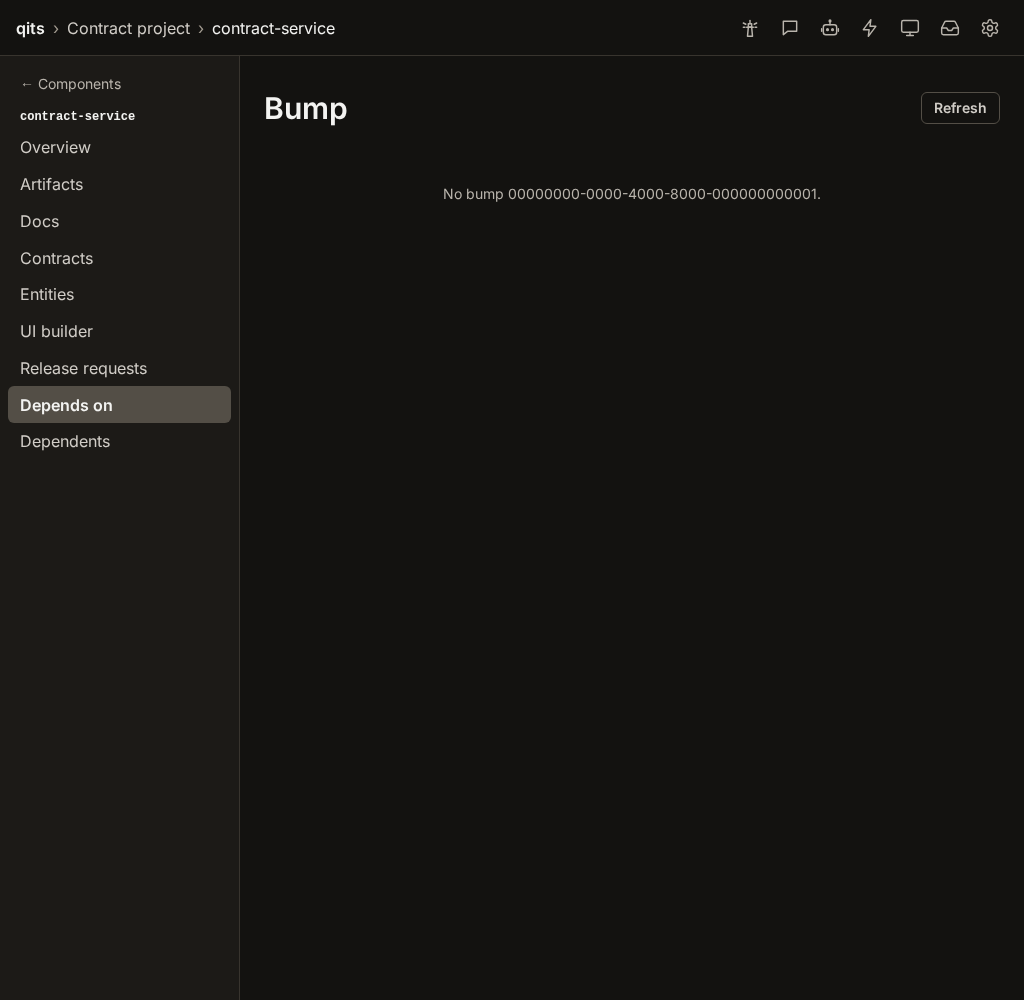 qits › Contract project › contract-service
← Components
contract-service
Overview
Artifacts
Docs
Contracts
Entities
UI builder
Release requests
Depends on
Dependents
Bump
Refresh
No bump 00000000-0000-4000-8000-000000000001.